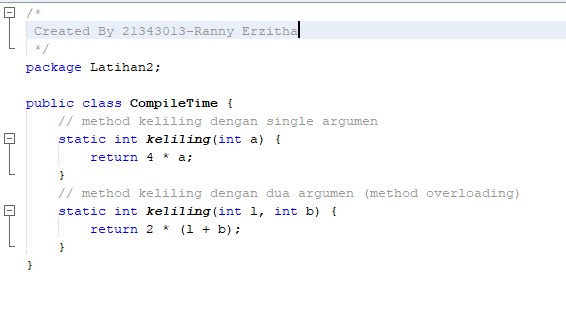 /*
 Created By 21343013-Ranny Erzitha
 */
package Latihan2;

public class CompileTime {
    // method keliling dengan single argumen
    static int keliling(int a) {
        return 4 * a;
    }
    // method keliling dengan dua argumen (method overloading)
    static int keliling(int l, int b) {
        return 2 * (l + b);
    }
}